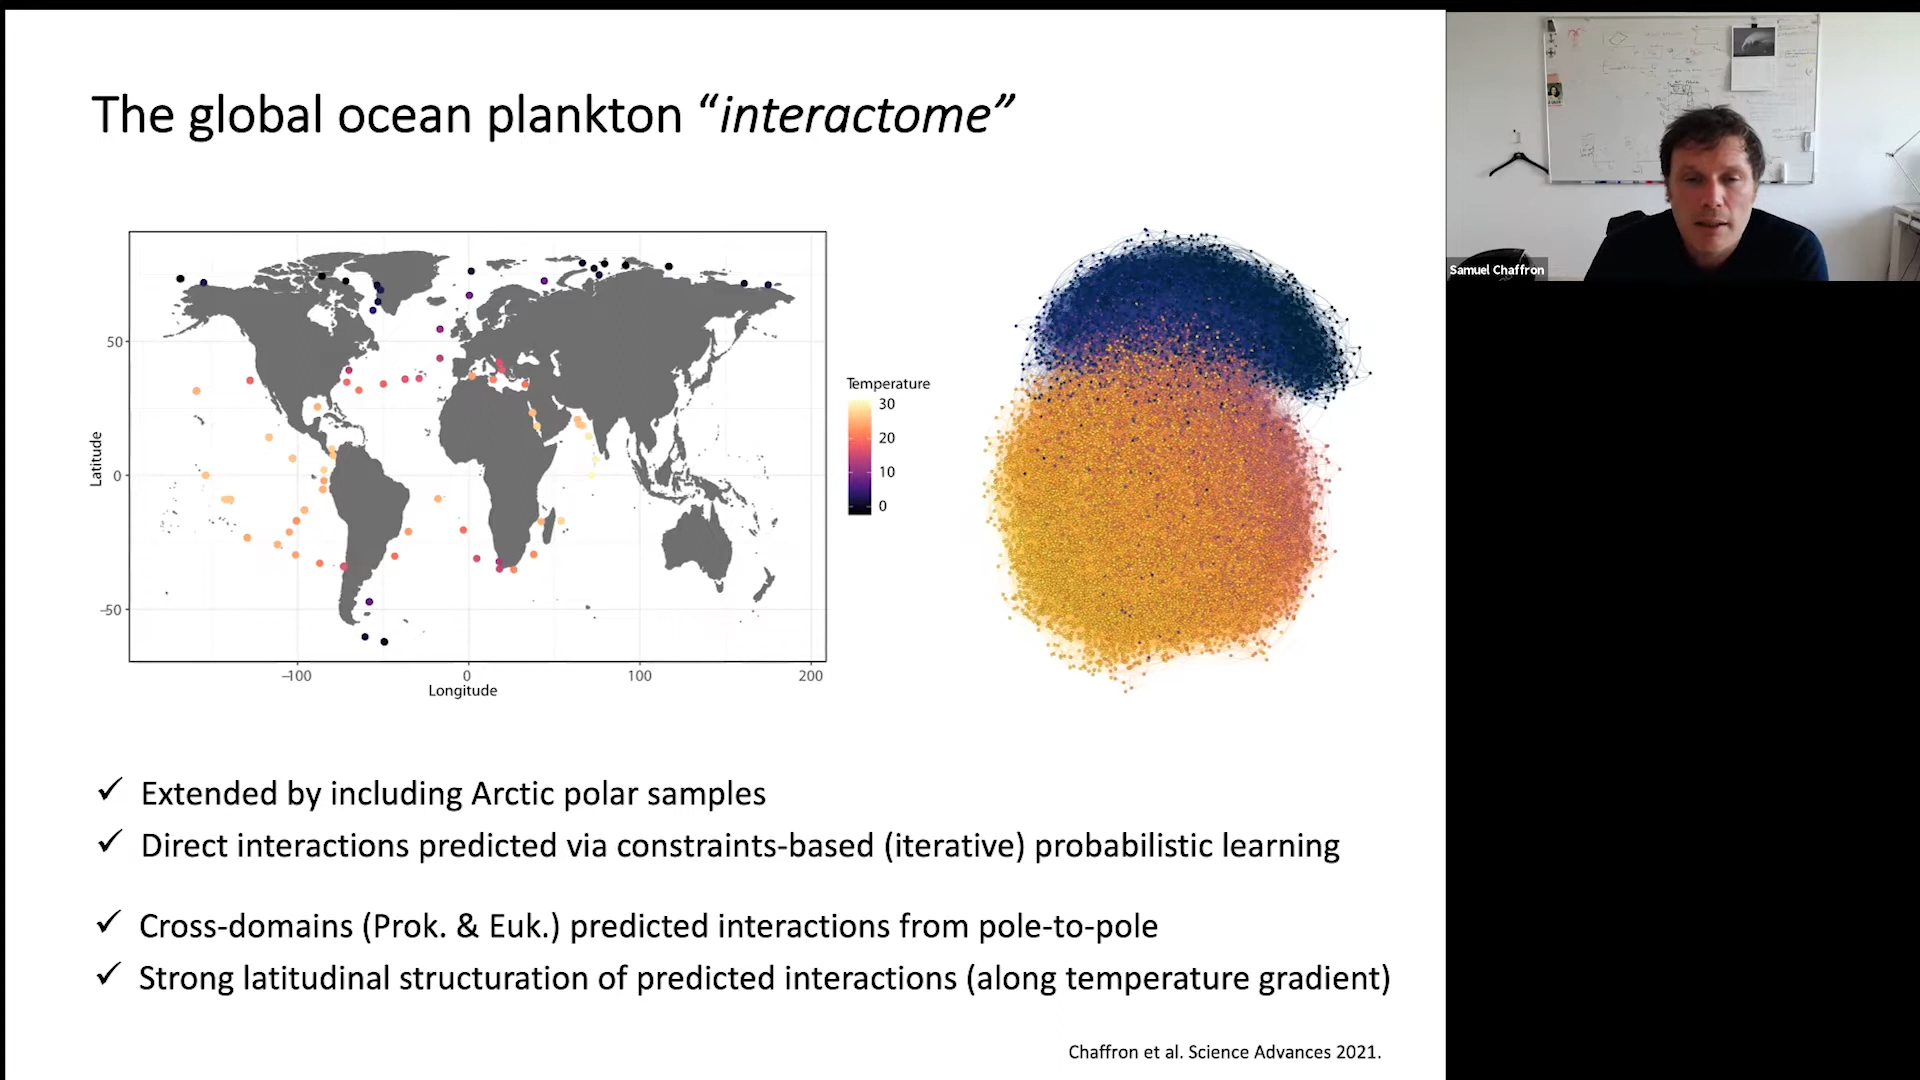 The global ocean plankton “interactome”
Samuel Chaffron
Latitude
50
0
–50
–100
0
100
200
Longitude
Temperature
30
20
10
0
✓ Extended by including Arctic polar samples
✓ Direct interactions predicted via constraints-based (iterative) probabilistic learning
✓ Cross-domains (Prok. & Euk.) predicted interactions from pole-to-pole
✓ Strong latitudinal structuration of predicted interactions (along temperature gradient)
Chaffron et al. Science Advances 2021.